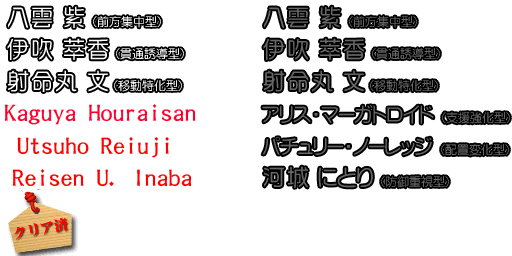 八雲 紫 (前方集中型)
伊吹 萃香 (貫通誘導型)
射命丸 文 (移動特化型)
Kaguya Houraisan
Utsuho Reiuji
Reisen U. Inaba
クリア済
八雲 紫 (前方集中型)
伊吹 萃香 (貫通誘導型)
射命丸 文 (移動特化型)
アリス・マーガトロイド (支援強化型)
パチュリー・ノーレッジ (配置変化型)
河城 にとり (防御重視型)